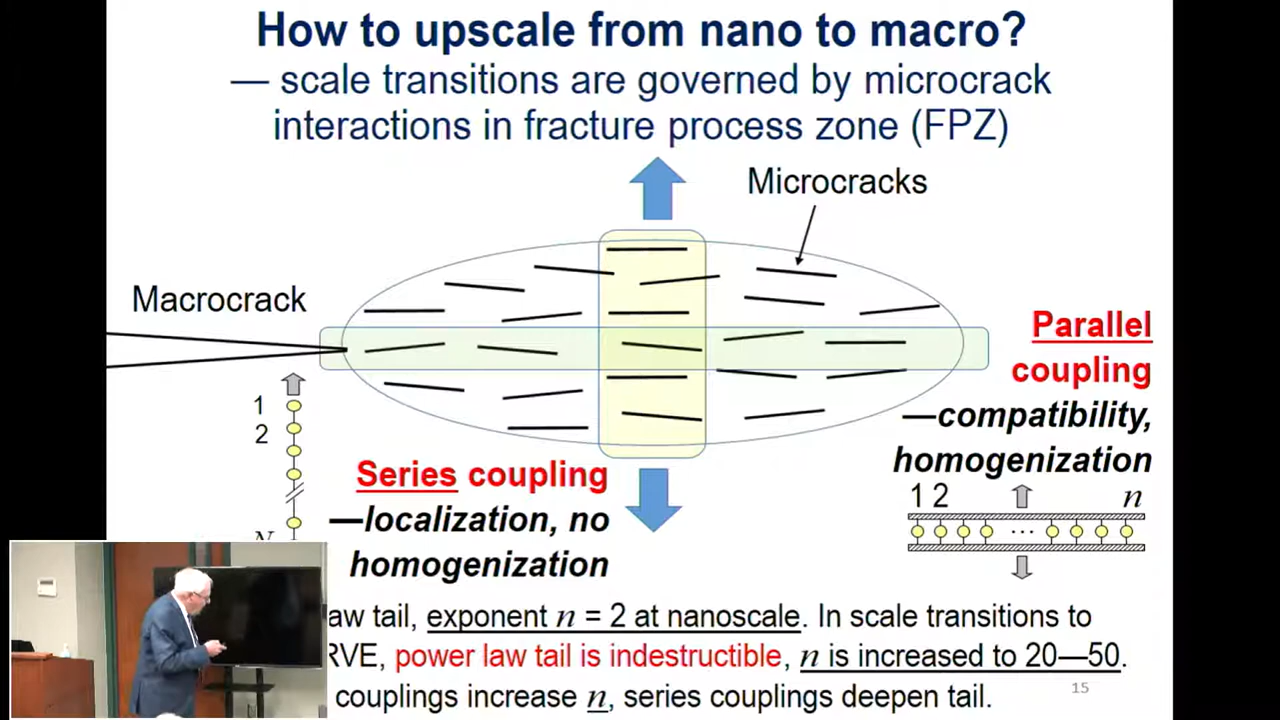 How to upscale from nano to macro?
— scale transitions are governed by microcrack
interactions in fracture process zone (FPZ)
Microcracks
Macrocrack
Parallel
coupling
—compatibility,
homogenization
1 2 n
1
2
Series coupling
—localization, no
homogenization
law tail, exponent n = 2 at nanoscale. In scale transitions to
RVE, power law tail is indestructible, n is increased to 20—50.
couplings increase n, series couplings deepen tail.
15